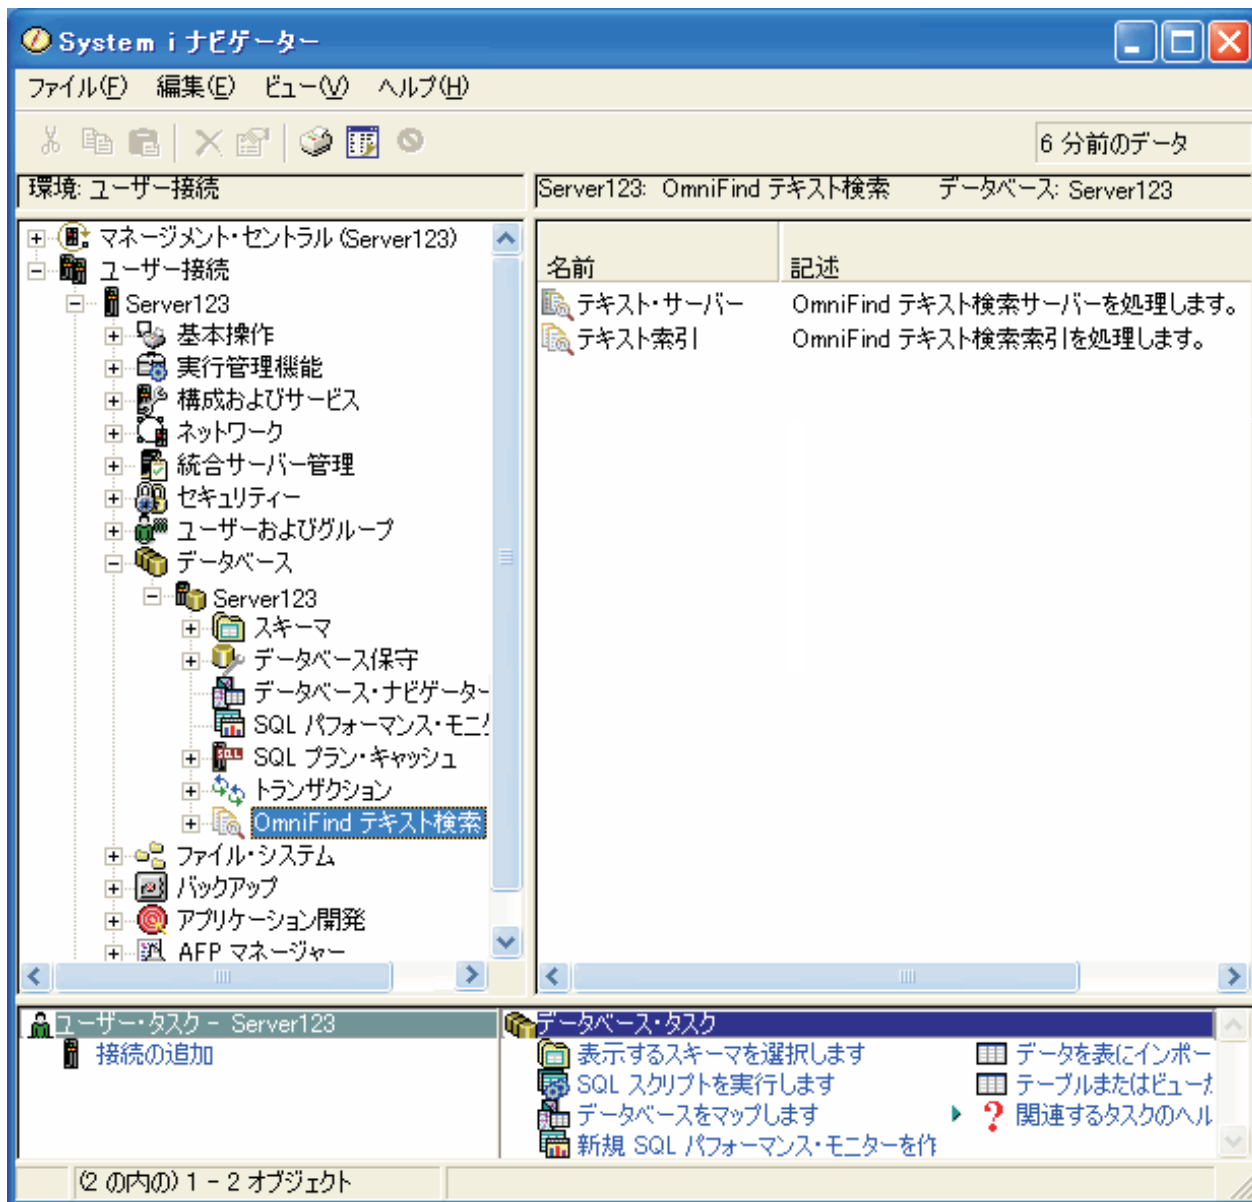 System i ナビゲーター
ファイル(F) 編集(E) ビュー(V) ヘルプ(H)
6 分前のデータ
環境: ユーザー接続
Server123: OmniFind テキスト検索 データベース: Server123
マネージメント・セントラル (Server123)
ユーザー接続
Server123
基本操作
実行管理機能
構成およびサービス
ネットワーク
統合サーバー管理
セキュリティー
ユーザーおよびグループ
データベース
Server123
スキーマ
データベース保守
データベース・ナビゲーター
SQL パフォーマンス・モニ
SQL プラン・キャッシュ
トランザクション
OmniFind テキスト検索
ファイル・システム
バックアップ
アプリケーション開発
AFP マネージャー
名前 記述
テキスト・サーバー OmniFind テキスト検索サーバーを処理します。
テキスト索引 OmniFind テキスト検索索引を処理します。
ユーザー・タスク - Server123
接続の追加
データベース・タスク
表示するスキーマを選択します
SQL スクリプトを実行します
データベースをマップします
新規 SQL パフォーマンス・モニターを作
データを表にインポー
テーブルまたはビュー
関連するタスクのヘル
(2 の内の) 1 - 2 オブジェクト